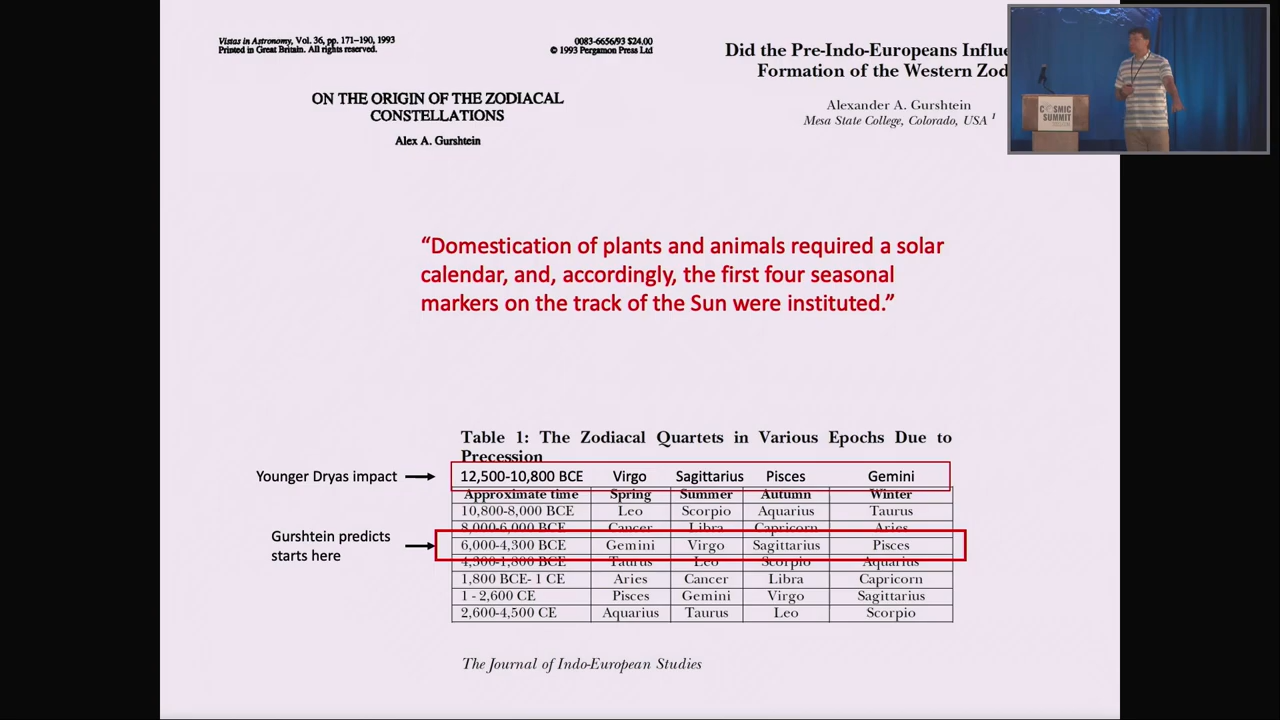 Vistas in Astronomy, Vol. 36, pp. 171–190, 1993
Printed in Great Britain. All rights reserved.
0083-6656/93 $24.00
© 1993 Pergamon Press Ltd
ON THE ORIGIN OF THE ZODIACAL
CONSTELLATIONS
Alex A. Gurshtein
Did the Pre-Indo-Europeans Influe
Formation of the Western Zod
Alexander A. Gurshtein
Mesa State College, Colorado, USA 1
COSMIC
SUMMIT
“Domestication of plants and animals required a solar
calendar, and, accordingly, the first four seasonal
markers on the track of the Sun were instituted.”
Table 1: The Zodiacal Quartets in Various Epochs Due to
Precession
Younger Dryas impact
12,500-10,800 BCE Virgo Sagittarius Pisces Gemini
Approximate time Spring Summer Autumn Winter
10,800-8,000 BCE Leo Scorpio Aquarius Taurus
8,000-6,000 BCE Cancer Libra Capricorn Aries
Gurshtein predicts
starts here
6,000-4,300 BCE Gemini Virgo Sagittarius Pisces
4,300-1,800 BCE Taurus Leo Scorpio Aquarius
1,800 BCE- 1 CE Aries Cancer Libra Capricorn
1 - 2,600 CE Pisces Gemini Virgo Sagittarius
2,600-4,500 CE Aquarius Taurus Leo Scorpio
The Journal of Indo-European Studies